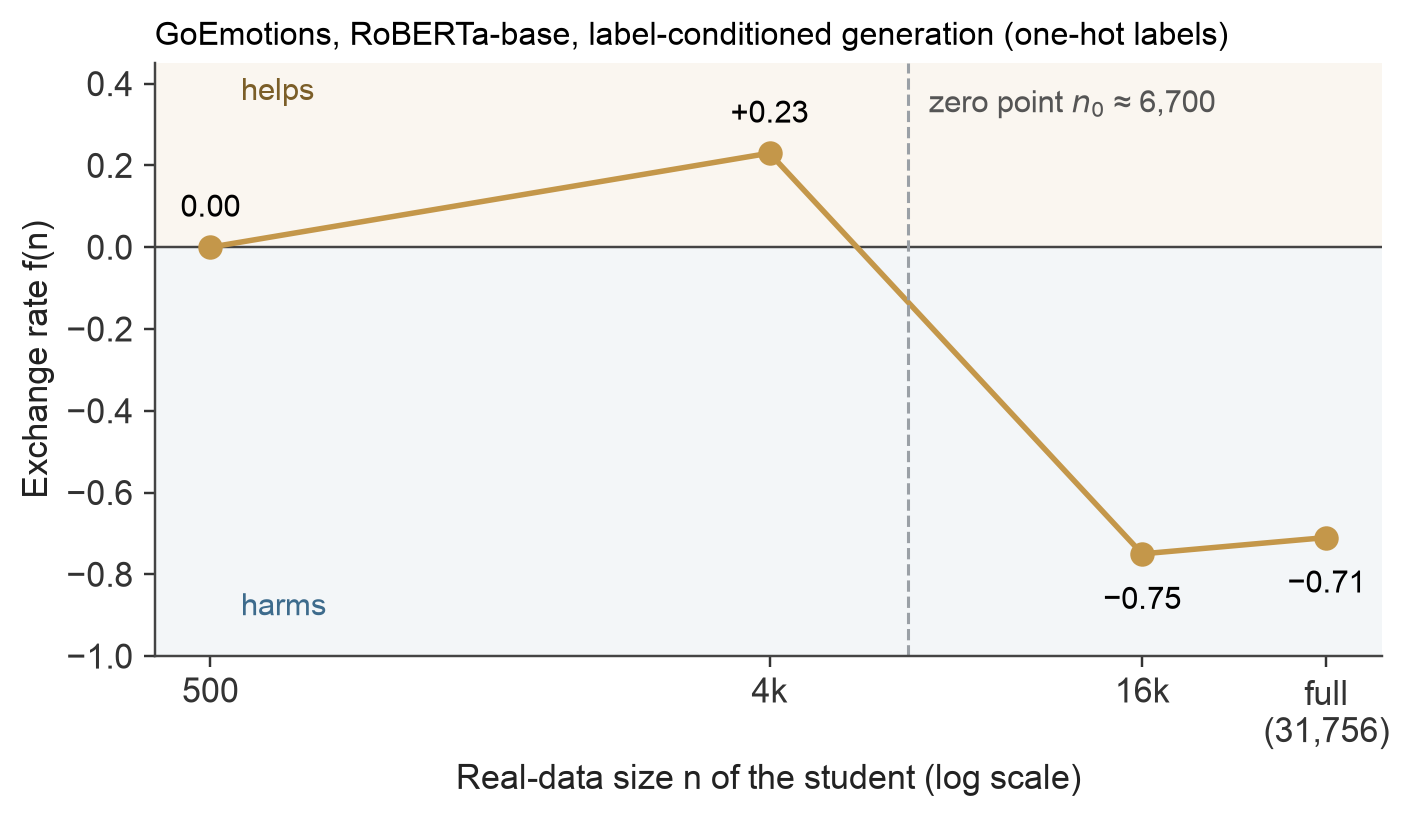 GoEmotions, RoBERTa-base, label-conditioned generation (one-hot labels)
helps
zero point n₀ ≈ 6,700
+0.23
0.00
−0.75
−0.71
harms
Exchange rate f(n)
0.4
0.2
0.0
−0.2
−0.4
−0.6
−0.8
−1.0
500
4k
16k
full
(31,756)
Real-data size n of the student (log scale)